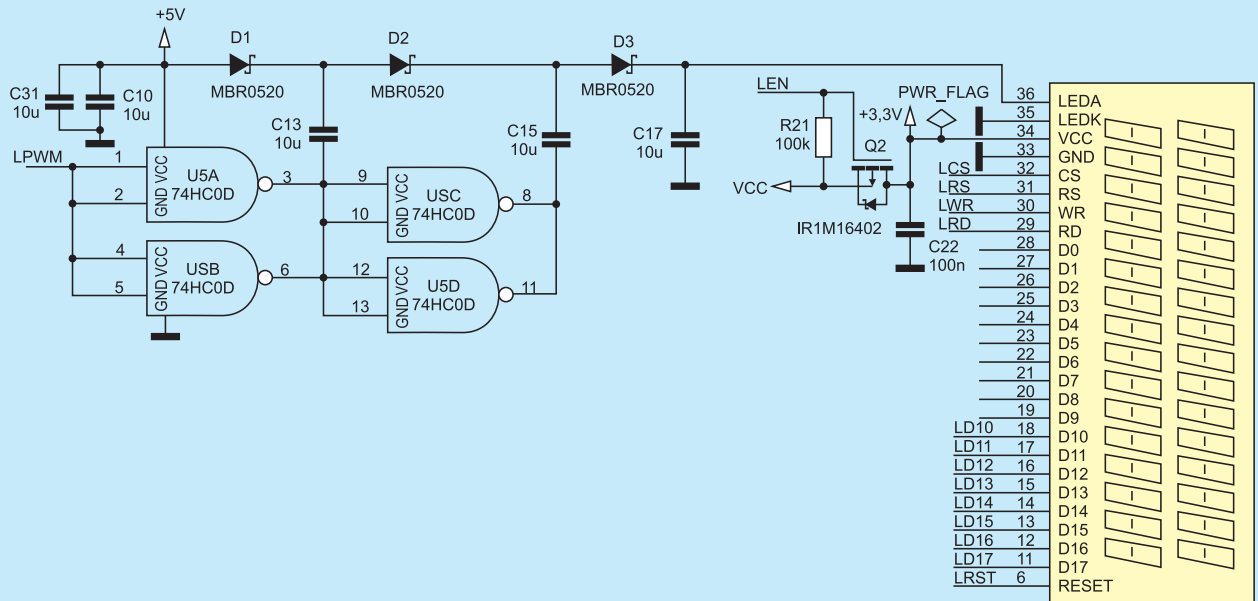 +5V
D1
D2
D3
MBR0520
MBR0520
MBR0520
C31
10u
C10
10u
C13
10u
C15
10u
C17
10u
LPWM
1
2
VCC
GND
U5A
74HC0D
3
4
5
VCC
GND
USB
74HC0D
6
9
10
VCC
GND
USC
74HC0D
8
12
13
VCC
GND
U5D
74HC0D
11
LEN
R21
100k
VCC
Q2
IR1M16402
+3,3V
PWR_FLAG
C22
100n
36 LEDA
35 LEDK
34 VCC
33 GND
LCS 32 CS
LRS 31 RS
LWR 30 WR
LRD 29 RD
28 D0
27 D1
26 D2
25 D3
24 D4
23 D5
22 D6
21 D7
20 D8
19 D9
LD10 18 D10
LD11 17 D11
LD12 16 D12
LD13 15 D13
LD14 14 D14
LD15 13 D15
LD16 12 D16
LD17 11 D17
LRST 6 RESET